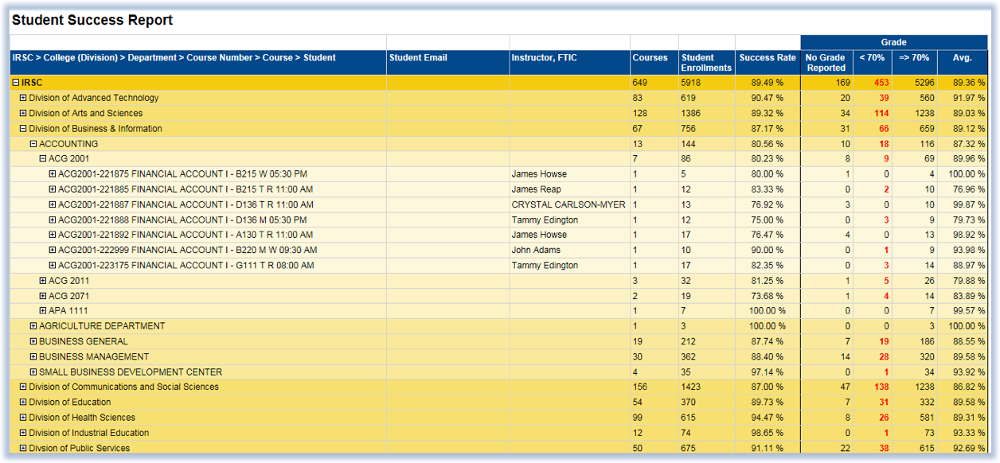 Student Success Report
Grade
IRSC > College (Division) > Department > Course Number > Course > Student Student Email Instructor, FTIC Courses Student Enrollments Success Rate No Grade Reported < 70% => 70% Avg.
IRSC 649 5918 89.49 % 169 453 5296 89.36 %
Division of Advanced Technology 83 619 90.47 % 20 39 560 91.97 %
Division of Arts and Sciences 128 1386 89.32 % 34 114 1238 89.03 %
Division of Business & Information 67 756 87.17 % 31 66 659 89.12 %
ACCOUNTING 13 144 80.56 % 10 18 116 87.32 %
ACG 2001 7 86 80.23 % 8 9 69 89.96 %
ACG2001-221875 FINANCIAL ACCOUNT I - B215 W 05:30 PM James Howse 1 5 80.00 % 1 0 4 100.00 %
ACG2001-221885 FINANCIAL ACCOUNT I - B215 T R 11:00 AM James Reap 1 12 83.33 % 0 2 10 76.96 %
ACG2001-221887 FINANCIAL ACCOUNT I - D136 T R 11:00 AM CRYSTAL CARLSON-MYER 1 13 76.92 % 3 0 10 99.87 %
ACG2001-221888 FINANCIAL ACCOUNT I - D136 M 05:30 PM Tammy Edington 1 12 75.00 % 0 3 9 79.73 %
ACG2001-221892 FINANCIAL ACCOUNT I - A130 T R 11:00 AM James Howse 1 17 76.47 % 4 0 13 98.92 %
ACG2001-222999 FINANCIAL ACCOUNT I - B220 M W 09:30 AM John Adams 1 10 90.00 % 0 1 9 93.98 %
ACG2001-223175 FINANCIAL ACCOUNT I - G111 T R 08:00 AM Tammy Edington 1 17 82.35 % 0 3 14 88.97 %
ACG 2011 3 32 81.25 % 1 5 26 79.88 %
ACG 2071 2 19 73.68 % 1 4 14 83.89 %
APA 1111 1 7 100.00 % 0 0 7 99.57 %
AGRICULTURE DEPARTMENT 1 3 100.00 % 0 0 3 100.00 %
BUSINESS GENERAL 19 212 87.74 % 7 19 186 88.55 %
BUSINESS MANAGEMENT 30 362 88.40 % 14 28 320 89.58 %
SMALL BUSINESS DEVELOPMENT CENTER 4 35 97.14 % 0 1 34 93.92 %
Division of Communications and Social Sciences 156 1423 87.00 % 47 138 1238 86.82 %
Division of Education 54 370 89.73 % 7 31 332 89.58 %
Division of Health Sciences 99 615 94.47 % 8 26 581 89.31 %
Division of Industrial Education 12 74 98.65 % 0 1 73 93.33 %
Divsion of Public Services 50 675 91.11 % 22 38 615 92.69 %